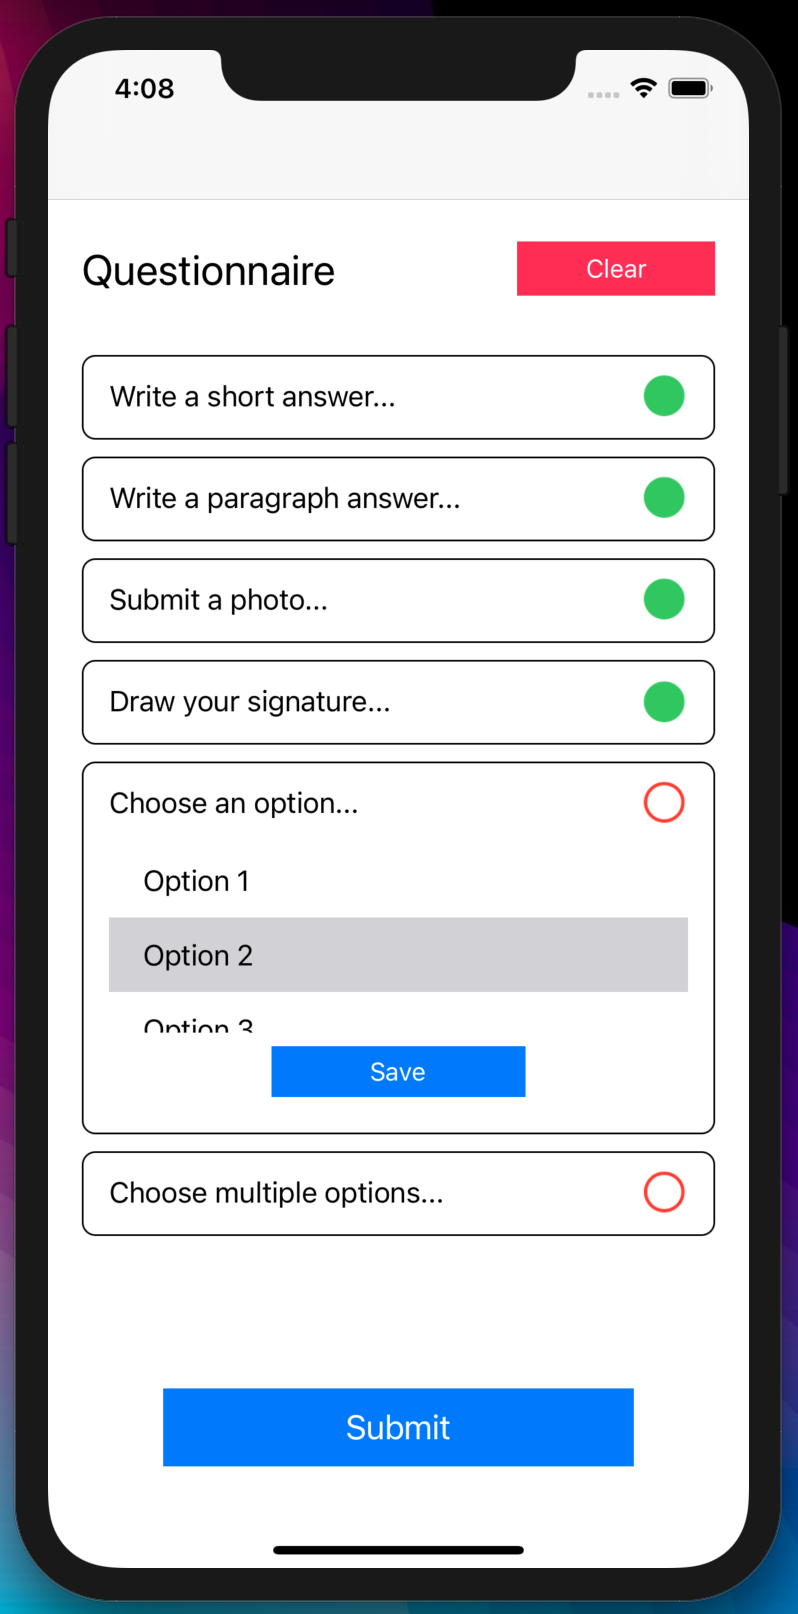 4:08
Questionnaire
Clear
Write a short answer...
Write a paragraph answer...
Submit a photo...
Draw your signature...
Choose an option...
Option 1
Option 2
Option 3
Save
Choose multiple options...
Submit